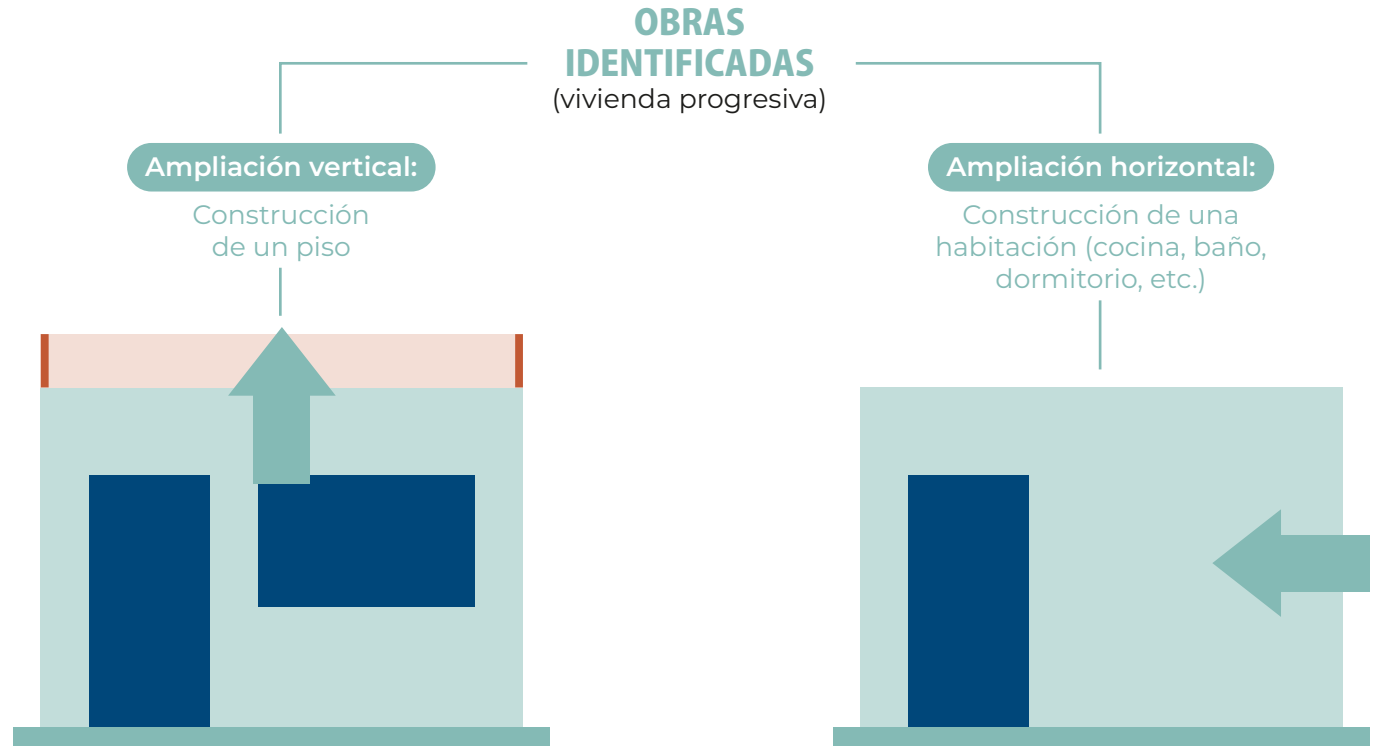 OBRAS
IDENTIFICADAS
(vivienda progresiva)
Ampliación vertical:
Construcción
de un piso
Ampliación horizontal:
Construcción de una
habitación (cocina, baño,
dormitorio, etc.)